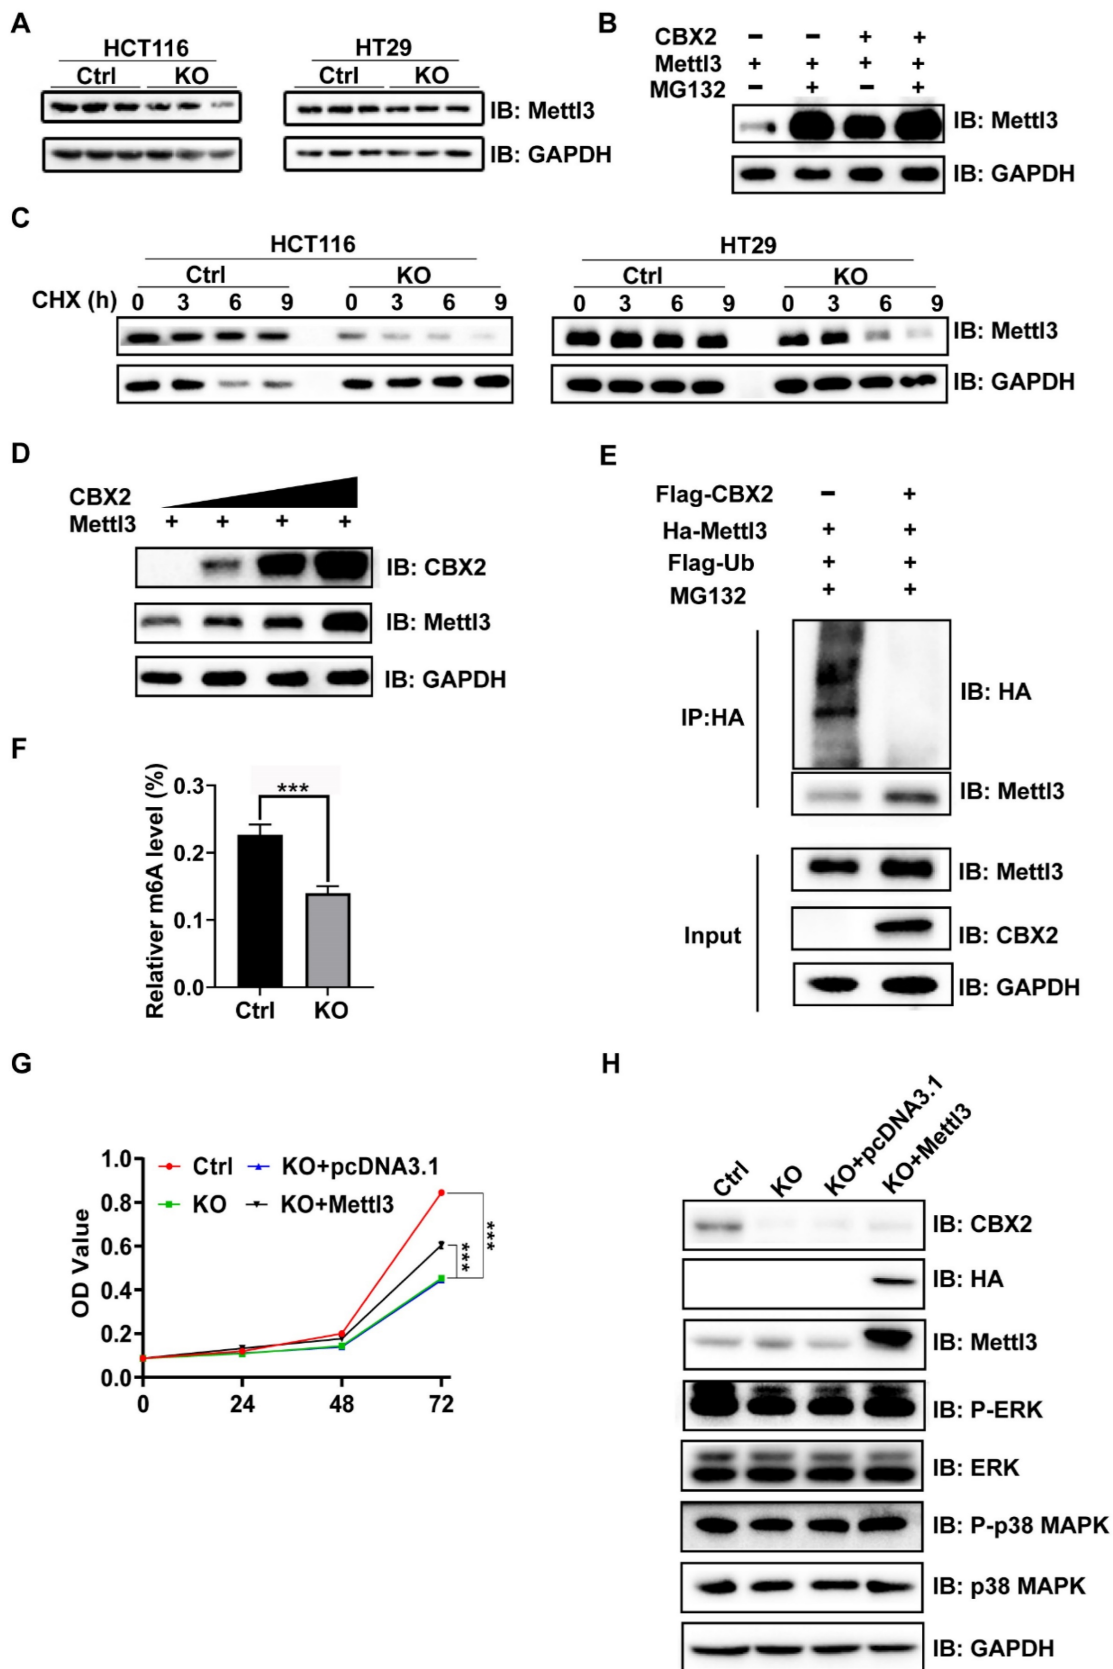 A
HCT116
Ctrl KO
HT29
Ctrl KO
IB: Mettl3
IB: GAPDH
B
CBX2 - - + +
Mettl3 + + + +
MG132 - + - +
IB: Mettl3
IB: GAPDH
C
HCT116
Ctrl KO
CHX (h) 0 3 6 9 0 3 6 9
HT29
Ctrl KO
0 3 6 9 0 3 6 9
IB: Mettl3
IB: GAPDH
D
CBX2
Mettl3 + + + +
IB: CBX2
IB: Mettl3
IB: GAPDH
E
Flag-CBX2 - +
Ha-Mettl3 + +
Flag-Ub + +
MG132 + +
IP:HA
IB: HA
IB: Mettl3
Input
IB: Mettl3
IB: CBX2
IB: GAPDH
F
Relativer m6A level (%)
0.3
0.2
0.1
0.0
***
Ctrl KO
G
OD Value
1.0
0.8
0.6
0.4
0.2
0.0
Ctrl KO+pcDNA3.1
KO KO+Mettl3
***
***
0 24 48 72
H
Ctrl KO KO+pcDNA3.1 KO+Mettl3
IB: CBX2
IB: HA
IB: Mettl3
IB: P-ERK
IB: ERK
IB: P-p38 MAPK
IB: p38 MAPK
IB: GAPDH